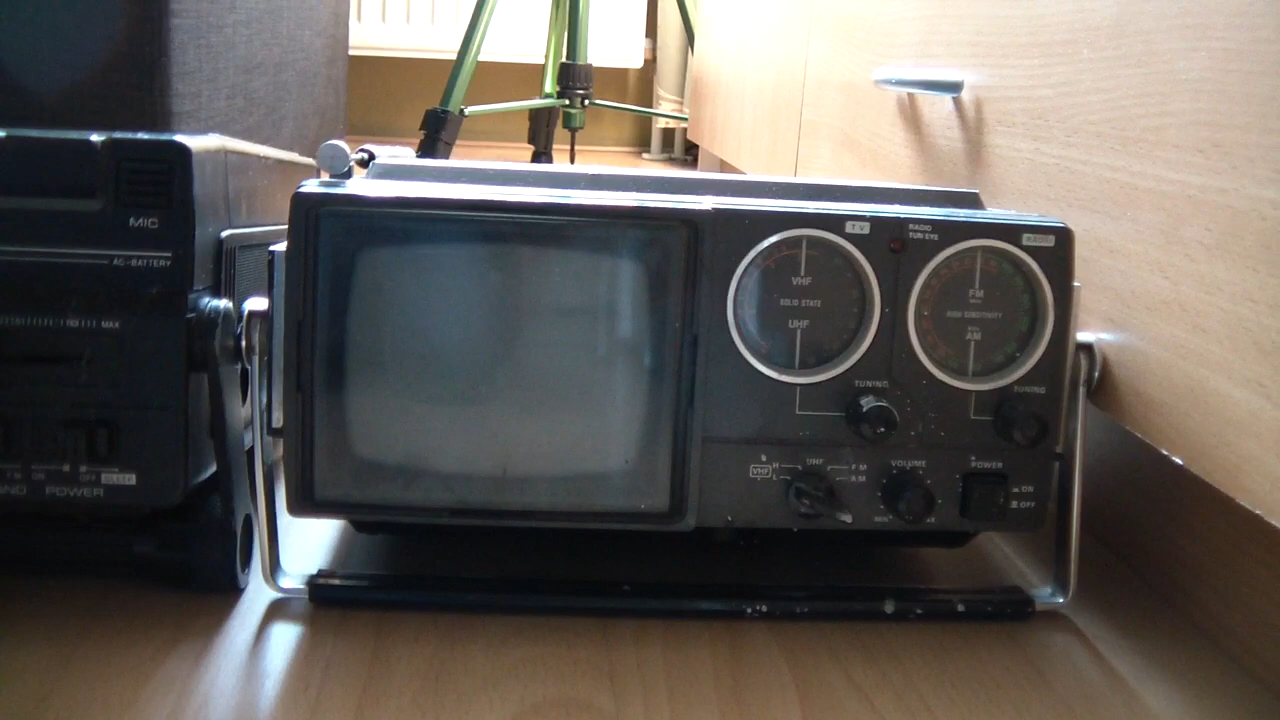 MIC
AC-BATTERY
MAX
OFF
POWER
TV
RADIO
TUN'EYE
RADIO
VHF
SOLID STATE
UHF
FM
HIGH SENSITIVITY
AM
TUNING
TUNING
VHF
H
L
UHF
FM
AM
VOLUME
POWER
ON
OFF